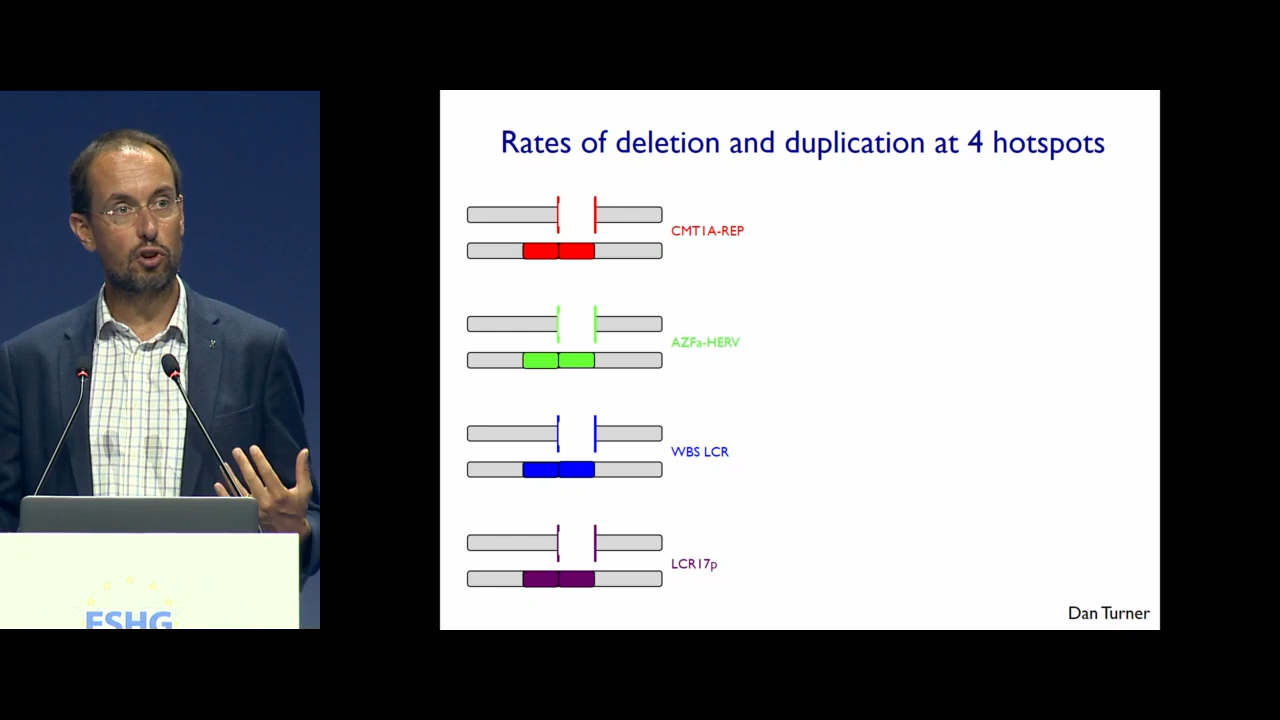 Rates of deletion and duplication at 4 hotspots
CMT1A-REP
AZFa-HERV
WBS LCR
LCR17p
Dan Turner
ESHG